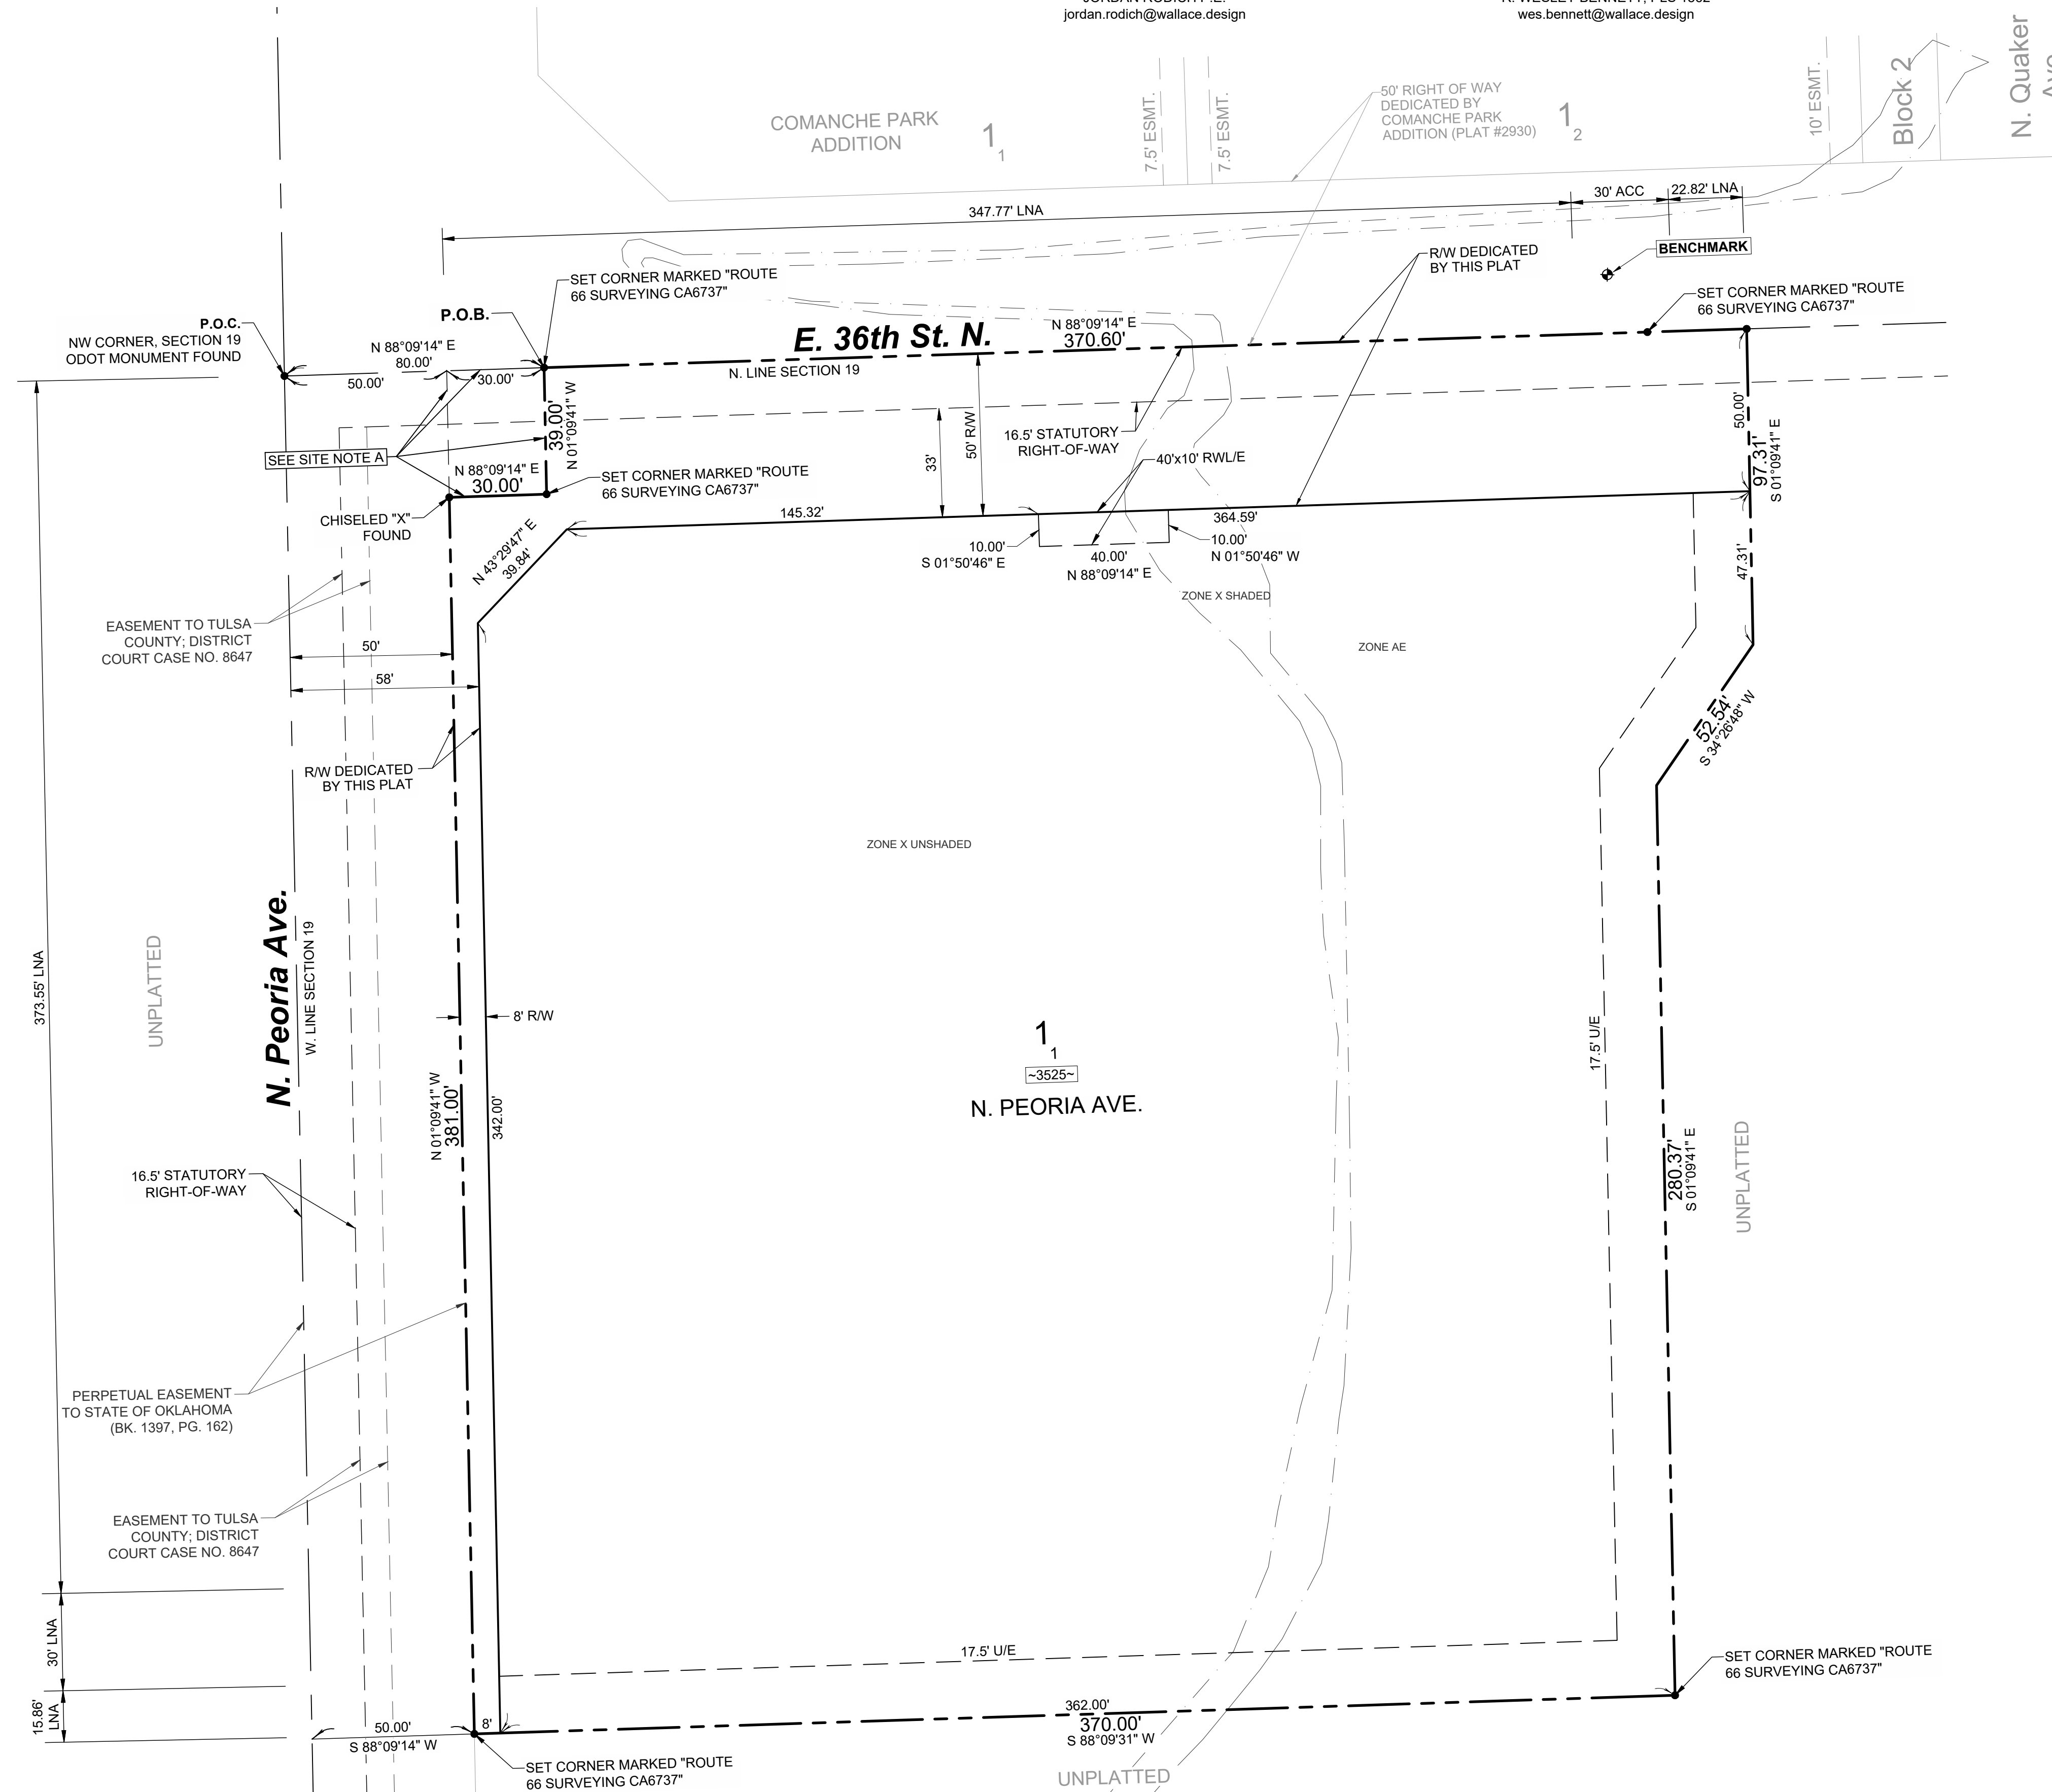 jordan.rodich@wallace.design
wes.bennett@wallace.design
COMANCHE PARK
ADDITION
1
1
7.5' ESMT.
7.5' ESMT.
50' RIGHT OF WAY
DEDICATED BY
COMANCHE PARK
ADDITION (PLAT #2930)
1
2
10' ESMT.
Block 2
N. Quaker
347.77' LNA
30' ACC
22.82' LNA
BENCHMARK
R/W DEDICATED
BY THIS PLAT
SET CORNER MARKED "ROUTE
66 SURVEYING CA6737"
SET CORNER MARKED "ROUTE
66 SURVEYING CA6737"
P.O.C.
NW CORNER, SECTION 19
ODOT MONUMENT FOUND
P.O.B.
N 88°09'14" E
80.00'
50.00'
30.00'
E. 36th St. N.
N 88°09'14" E
370.60'
N. LINE SECTION 19
39.00'
N 01°09'41" W
SEE SITE NOTE A
N 88°09'14" E
30.00'
SET CORNER MARKED "ROUTE
66 SURVEYING CA6737"
CHISELED "X"
FOUND
33'
50' R/W
16.5' STATUTORY
RIGHT-OF-WAY
40'x10' RWL/E
50.00'
97.31'
S 01°09'41" E
47.31'
145.32'
364.59'
10.00'
S 01°50'46" E
40.00'
N 88°09'14" E
10.00'
N 01°50'46" W
N 43°29'47" E
39.84'
ZONE X SHADED
ZONE AE
EASEMENT TO TULSA
COUNTY; DISTRICT
COURT CASE NO. 8647
50'
58'
52.54'
S 34°26'48" W
R/W DEDICATED
BY THIS PLAT
ZONE X UNSHADED
373.55' LNA
UNPLATTED
N. Peoria Ave.
W. LINE SECTION 19
8' R/W
N 01°09'41" W
381.00'
342.00'
1
1
~3525~
N. PEORIA AVE.
17.5' U/E
280.37'
S 01°09'41" E
UNPLATTED
16.5' STATUTORY
RIGHT-OF-WAY
PERPETUAL EASEMENT
TO STATE OF OKLAHOMA
(BK. 1397, PG. 162)
EASEMENT TO TULSA
COUNTY; DISTRICT
COURT CASE NO. 8647
30' LNA
15.86'
LNA
17.5' U/E
SET CORNER MARKED "ROUTE
66 SURVEYING CA6737"
50.00'
S 88°09'14" W
8'
362.00'
370.00'
S 88°09'31" W
SET CORNER MARKED "ROUTE
66 SURVEYING CA6737"
UNPLATTED